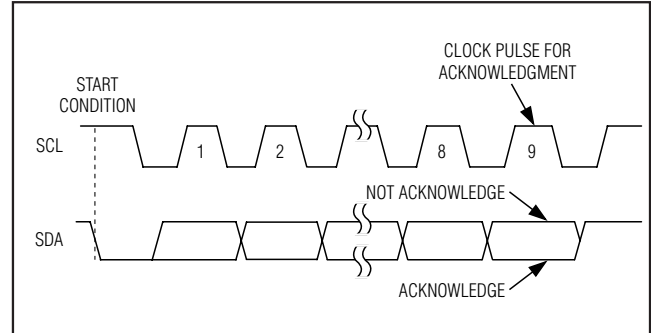 CLOCK PULSE FOR
ACKNOWLEDGMENT
START
CONDITION
SCL
1
2
8
9
NOT ACKNOWLEDGE
SDA
ACKNOWLEDGE